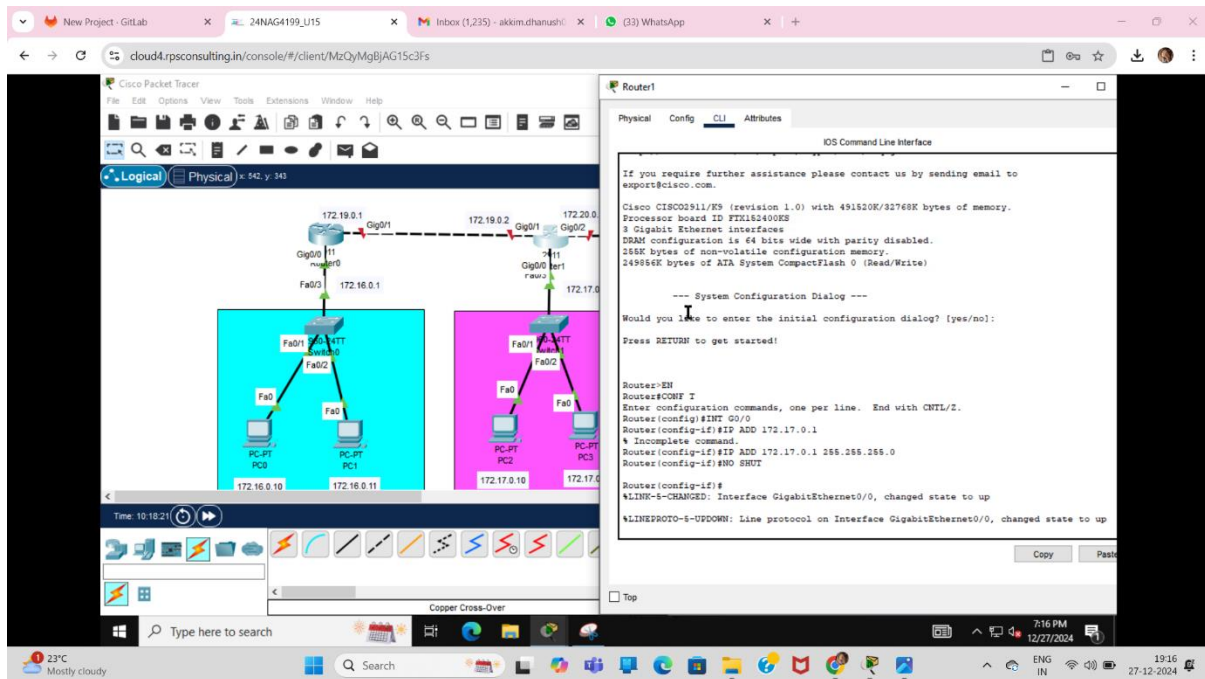 New Project · GitLab
24NAG4199_U15
Inbox (1,235) - akkim.dhanush
(33) WhatsApp
cloud4.rpsconsulting.in/console/#/client/MzQyMgBjAG15c3Fs
Cisco Packet Tracer
File Edit Options View Tools Extensions Window Help
Logical
Physical
x: 542, y: 343
172.19.0.1
Gig0/1
172.19.0.2
Gig0/1
172.20.0.
Gig0/2
Gig0/0
Gig0/0
Fa0/3
172.16.0.1
172.17.0
Fa0/1
Fa0/2
Fa0/1
Fa0/2
Fa0
Fa0
Fa0
Fa0
PC-PT
PC0
PC-PT
PC1
PC-PT
PC2
PC-PT
PC3
172.16.0.10
172.16.0.11
172.17.0.10
172.17.0
Time: 10:18:21
Copper Cross-Over
Router1
Physical Config CLI Attributes
IOS Command Line Interface
If you require further assistance please contact us by sending email to
export@cisco.com.
Cisco CISCO2911/K9 (revision 1.0) with 491520K/32768K bytes of memory.
Processor board ID FTX152400KS
3 Gigabit Ethernet interfaces
DRAM configuration is 64 bits wide with parity disabled.
255K bytes of non-volatile configuration memory.
249856K bytes of ATA System CompactFlash 0 (Read/Write)
--- System Configuration Dialog ---
Would you like to enter the initial configuration dialog? [yes/no]:
Press RETURN to get started!
Router>EN
Router#CONF T
Enter configuration commands, one per line. End with CNTL/Z.
Router(config)#INT G0/0
Router(config-if)#IP ADD 172.17.0.1
% Incomplete command.
Router(config-if)#IP ADD 172.17.0.1 255.255.255.0
Router(config-if)#NO SHUT
Router(config-if)#
%LINK-5-CHANGED: Interface GigabitEthernet0/0, changed state to up
%LINEPROTO-5-UPDOWN: Line protocol on Interface GigabitEthernet0/0, changed state to up
Copy
Paste
Top
Type here to search
7:16 PM
12/27/2024
1
23°C
Mostly cloudy
Search
ENG
IN
19:16
27-12-2024